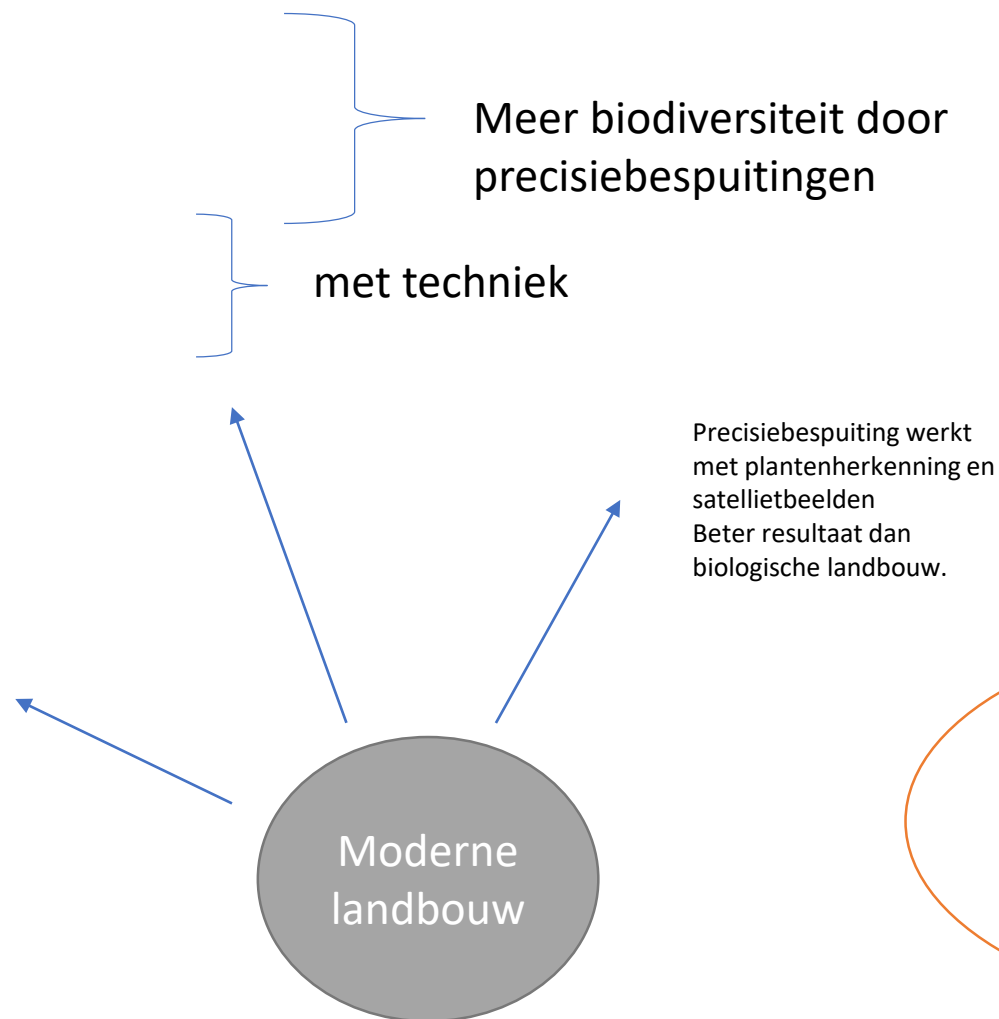 Meer biodiversiteit door
precisiebespuitingen
met techniek
Precisiebespuiting werkt
met plantenherkenning en
satellietbeelden
Beter resultaat dan
biologische landbouw.
Moderne
landbouw